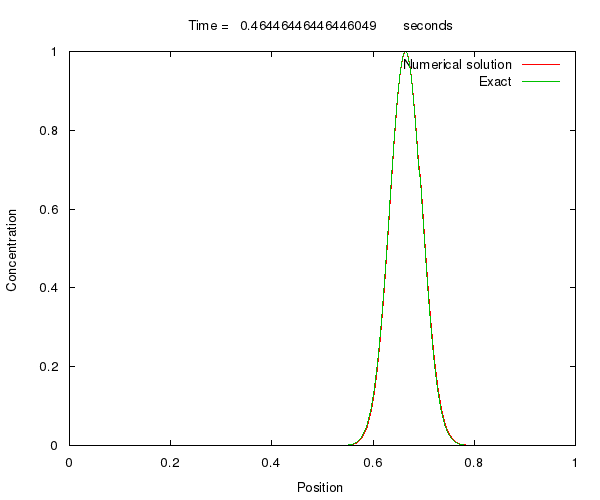 Time = 0.46446446446446049 seconds
Numerical solution
Exact
1
0.8
0.6
0.4
0.2
0
Concentration
0 0.2 0.4 0.6 0.8 1
Position